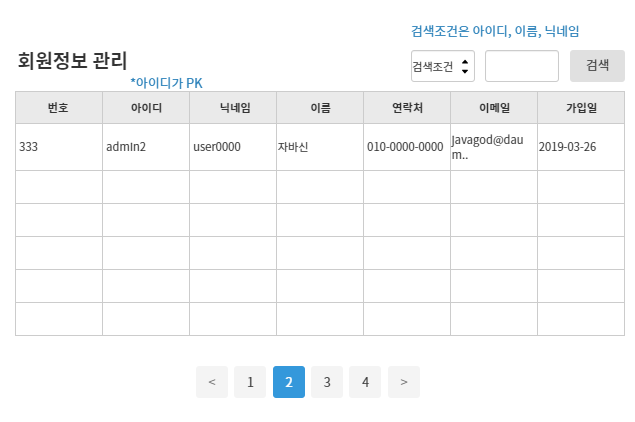 검색조건은 아이디, 이름, 닉네임
회원정보 관리
검색조건
검색
*아이디가 PK
번호 아이디 닉네임 이름 연락처 이메일 가입일
333 admin2 user0000 자바신 010-0000-0000 Javagod@dau
m.. 2019-03-26
< 1 2 3 4 >